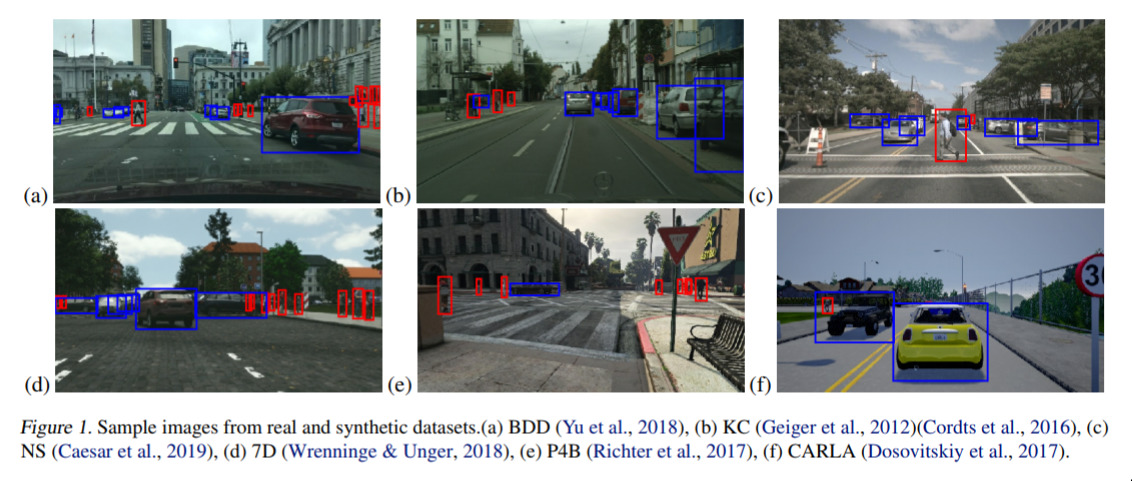 (a)
(b)
(c)
(d)
(e)
(f)
30
Figure 1. Sample images from real and synthetic datasets.(a) BDD (Yu et al., 2018), (b) KC (Geiger et al., 2012)(Cordts et al., 2016), (c)
NS (Caesar et al., 2019), (d) 7D (Wrenninge & Unger, 2018), (e) P4B (Richter et al., 2017), (f) CARLA (Dosovitskiy et al., 2017).